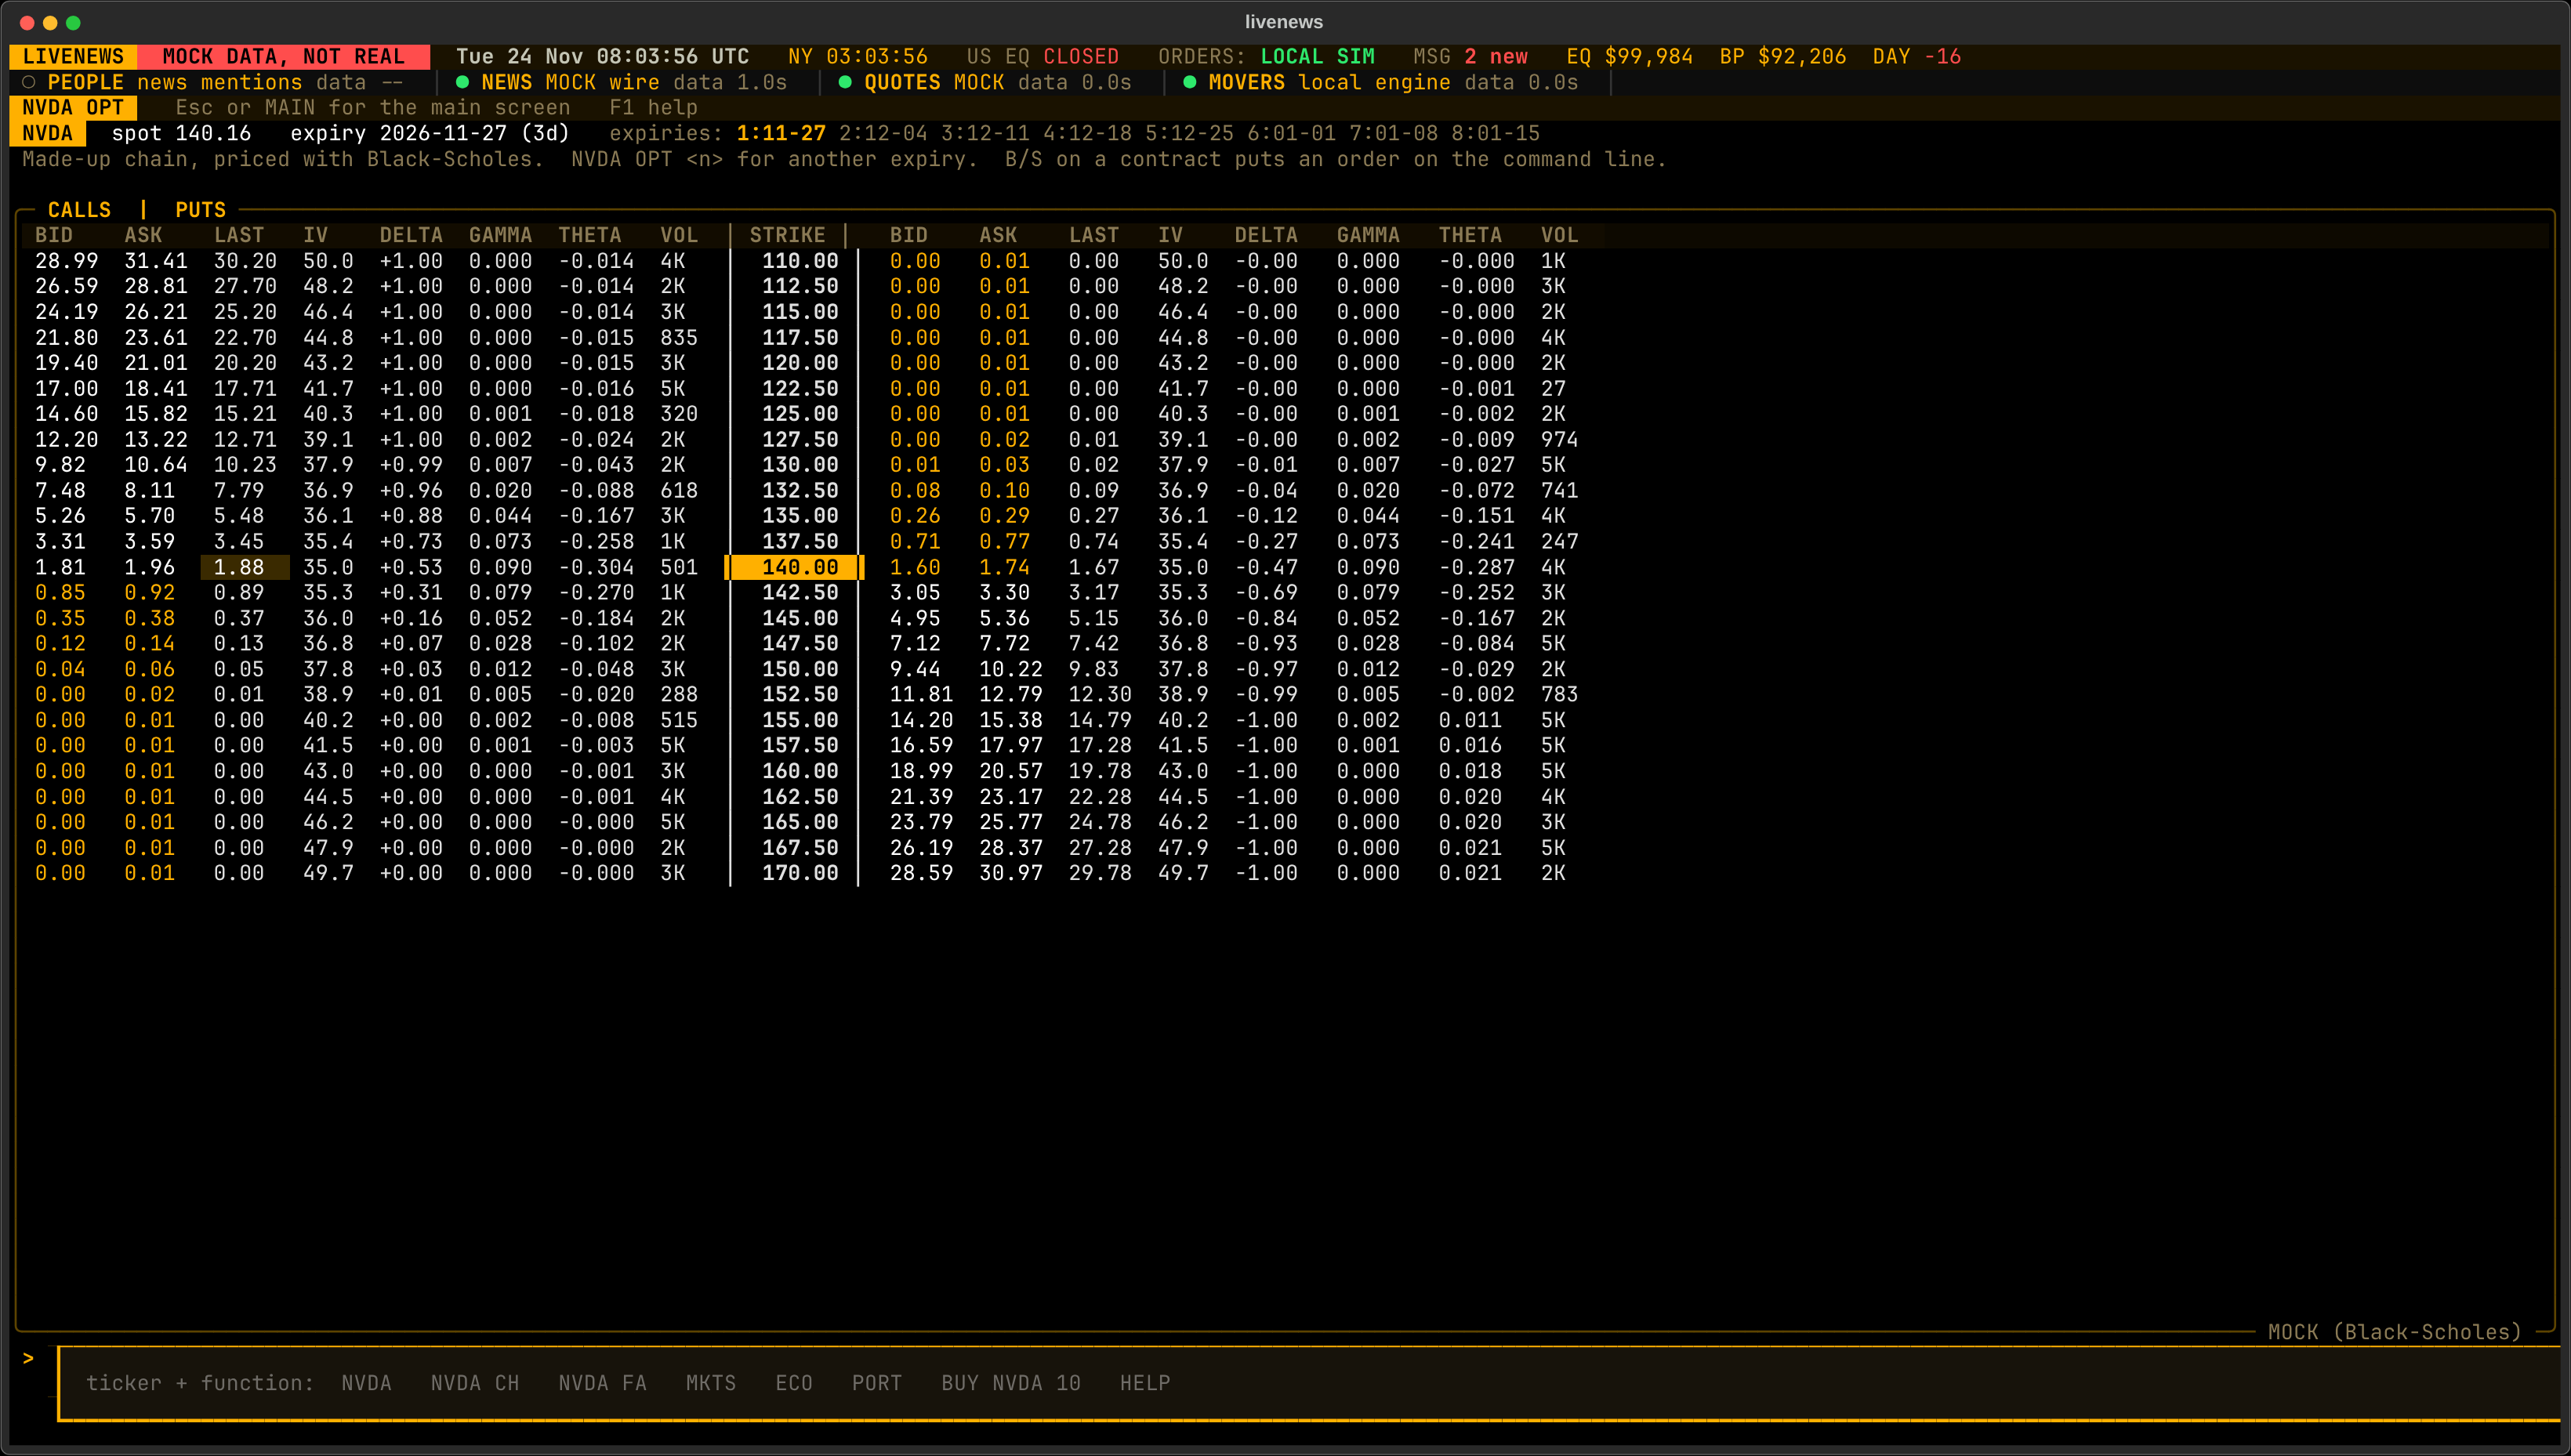 livenews
LIVENEWS MOCK DATA, NOT REAL Tue 24 Nov 08:03:56 UTC NY 03:03:56 US EQ CLOSED ORDERS: LOCAL SIM MSG 2 new EQ $99,984 BP $92,206 DAY -16
○ PEOPLE news mentions data -- │ ● NEWS MOCK wire data 1.0s │ ● QUOTES MOCK data 0.0s │ ● MOVERS local engine data 0.0s │
NVDA OPT Esc or MAIN for the main screen F1 help
NVDA spot 140.16 expiry 2026-11-27 (3d) expiries: 1:11-27 2:12-04 3:12-11 4:12-18 5:12-25 6:01-01 7:01-08 8:01-15
Made-up chain, priced with Black-Scholes. NVDA OPT <n> for another expiry. B/S on a contract puts an order on the command line.
CALLS | PUTS
BID ASK LAST IV DELTA GAMMA THETA VOL │ STRIKE │ BID ASK LAST IV DELTA GAMMA THETA VOL
28.99 31.41 30.20 50.0 +1.00 0.000 -0.014 4K │ 110.00 │ 0.00 0.01 0.00 50.0 -0.00 0.000 -0.000 1K
26.59 28.81 27.70 48.2 +1.00 0.000 -0.014 2K │ 112.50 │ 0.00 0.01 0.00 48.2 -0.00 0.000 -0.000 3K
24.19 26.21 25.20 46.4 +1.00 0.000 -0.014 3K │ 115.00 │ 0.00 0.01 0.00 46.4 -0.00 0.000 -0.000 2K
21.80 23.61 22.70 44.8 +1.00 0.000 -0.015 835 │ 117.50 │ 0.00 0.01 0.00 44.8 -0.00 0.000 -0.000 4K
19.40 21.01 20.20 43.2 +1.00 0.000 -0.015 3K │ 120.00 │ 0.00 0.01 0.00 43.2 -0.00 0.000 -0.000 2K
17.00 18.41 17.71 41.7 +1.00 0.000 -0.016 5K │ 122.50 │ 0.00 0.01 0.00 41.7 -0.00 0.000 -0.001 27
14.60 15.82 15.21 40.3 +1.00 0.001 -0.018 320 │ 125.00 │ 0.00 0.01 0.00 40.3 -0.00 0.001 -0.002 2K
12.20 13.22 12.71 39.1 +1.00 0.002 -0.024 2K │ 127.50 │ 0.00 0.02 0.01 39.1 -0.00 0.002 -0.009 974
9.82 10.64 10.23 37.9 +0.99 0.007 -0.043 2K │ 130.00 │ 0.01 0.03 0.02 37.9 -0.01 0.007 -0.027 5K
7.48 8.11 7.79 36.9 +0.96 0.020 -0.088 618 │ 132.50 │ 0.08 0.10 0.09 36.9 -0.04 0.020 -0.072 741
5.26 5.70 5.48 36.1 +0.88 0.044 -0.167 3K │ 135.00 │ 0.26 0.29 0.27 36.1 -0.12 0.044 -0.151 4K
3.31 3.59 3.45 35.4 +0.73 0.073 -0.258 1K │ 137.50 │ 0.71 0.77 0.74 35.4 -0.27 0.073 -0.241 247
1.81 1.96 1.88 35.0 +0.53 0.090 -0.304 501 │ 140.00 │ 1.60 1.74 1.67 35.0 -0.47 0.090 -0.287 4K
0.85 0.92 0.89 35.3 +0.31 0.079 -0.270 1K │ 142.50 │ 3.05 3.30 3.17 35.3 -0.69 0.079 -0.252 3K
0.35 0.38 0.37 36.0 +0.16 0.052 -0.184 2K │ 145.00 │ 4.95 5.36 5.15 36.0 -0.84 0.052 -0.167 2K
0.12 0.14 0.13 36.8 +0.07 0.028 -0.102 2K │ 147.50 │ 7.12 7.72 7.42 36.8 -0.93 0.028 -0.084 5K
0.04 0.06 0.05 37.8 +0.03 0.012 -0.048 3K │ 150.00 │ 9.44 10.22 9.83 37.8 -0.97 0.012 -0.029 2K
0.00 0.02 0.01 38.9 +0.01 0.005 -0.020 288 │ 152.50 │ 11.81 12.79 12.30 38.9 -0.99 0.005 -0.002 783
0.00 0.01 0.00 40.2 +0.00 0.002 -0.008 515 │ 155.00 │ 14.20 15.38 14.79 40.2 -1.00 0.002 0.011 5K
0.00 0.01 0.00 41.5 +0.00 0.001 -0.003 5K │ 157.50 │ 16.59 17.97 17.28 41.5 -1.00 0.001 0.016 5K
0.00 0.01 0.00 43.0 +0.00 0.000 -0.001 3K │ 160.00 │ 18.99 20.57 19.78 43.0 -1.00 0.000 0.018 5K
0.00 0.01 0.00 44.5 +0.00 0.000 -0.001 4K │ 162.50 │ 21.39 23.17 22.28 44.5 -1.00 0.000 0.020 4K
0.00 0.01 0.00 46.2 +0.00 0.000 -0.000 5K │ 165.00 │ 23.79 25.77 24.78 46.2 -1.00 0.000 0.020 3K
0.00 0.01 0.00 47.9 +0.00 0.000 -0.000 2K │ 167.50 │ 26.19 28.37 27.28 47.9 -1.00 0.000 0.021 5K
0.00 0.01 0.00 49.7 +0.00 0.000 -0.000 3K │ 170.00 │ 28.59 30.97 29.78 49.7 -1.00 0.000 0.021 2K
MOCK (Black-Scholes)
>
ticker + function: NVDA NVDA CH NVDA FA MKTS ECO PORT BUY NVDA 10 HELP